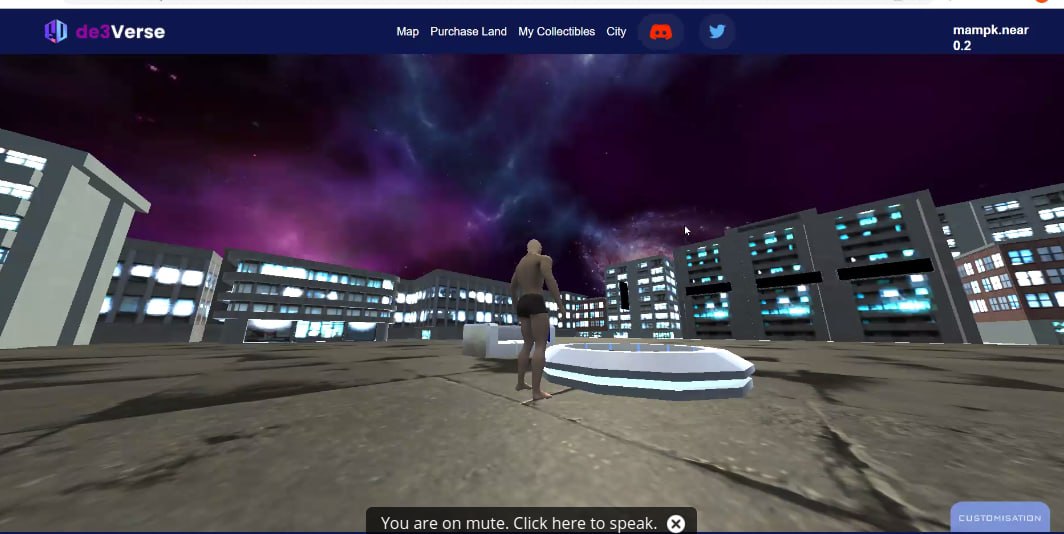 de3Verse
Map Purchase Land My Collectibles City
mampk.near
0.2
You are on mute. Click here to speak.
CUSTOMISATION